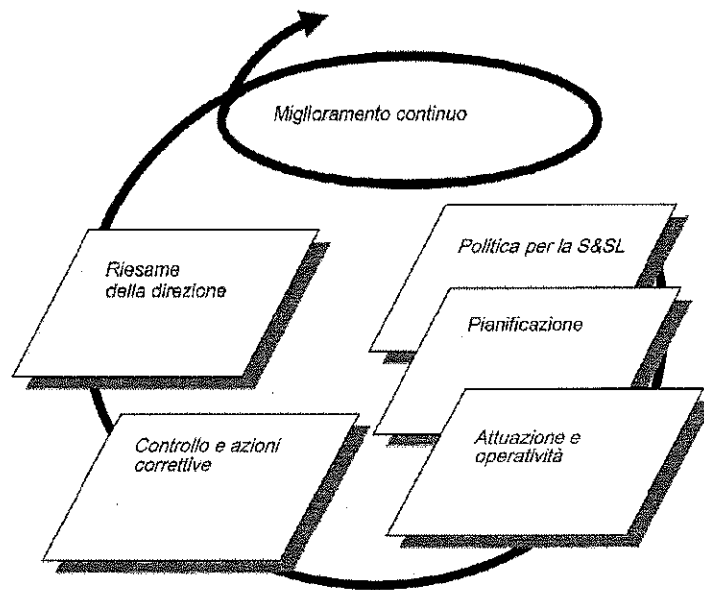 Miglioramento continuo
Politica per la S&SL
Riesame
della direzione
Pianificazione
Controllo e azioni
correttive
Attuazione e
operatività